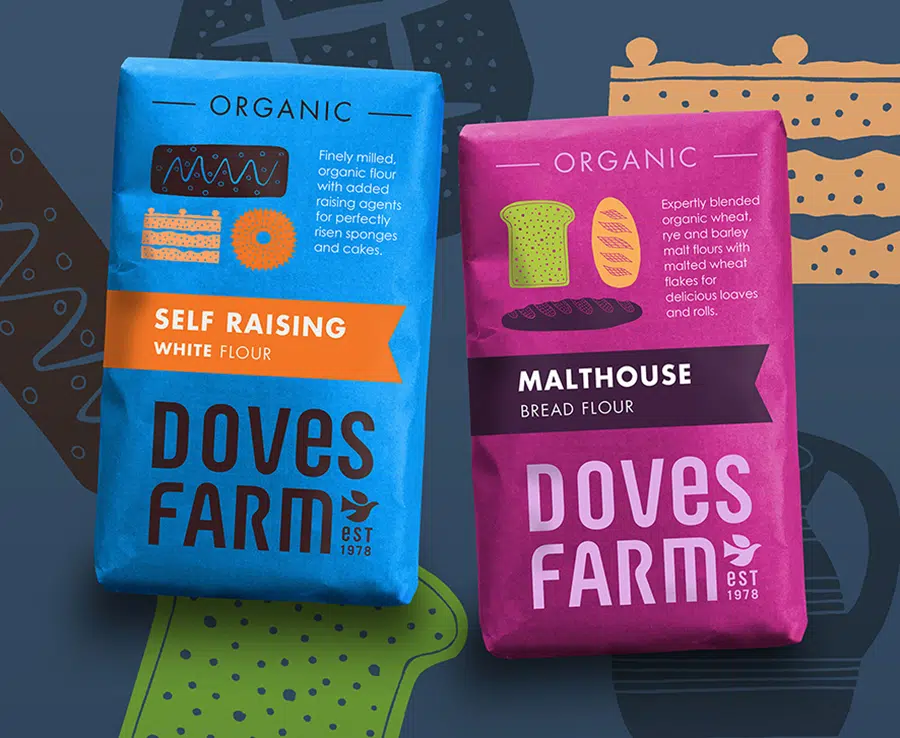 ORGANIC
Finely milled,
organic flour
with added
raising agents
for perfectly
risen sponges
and cakes.
SELF RAISING
WHITE FLOUR
DOVES
FARM
EST
1978
ORGANIC
Expertly blended
organic wheat,
rye and barley
malt flours with
malted wheat
flakes for
delicious loaves
and rolls.
MALTHOUSE
BREAD FLOUR
DOVES
FARM
EST
1978